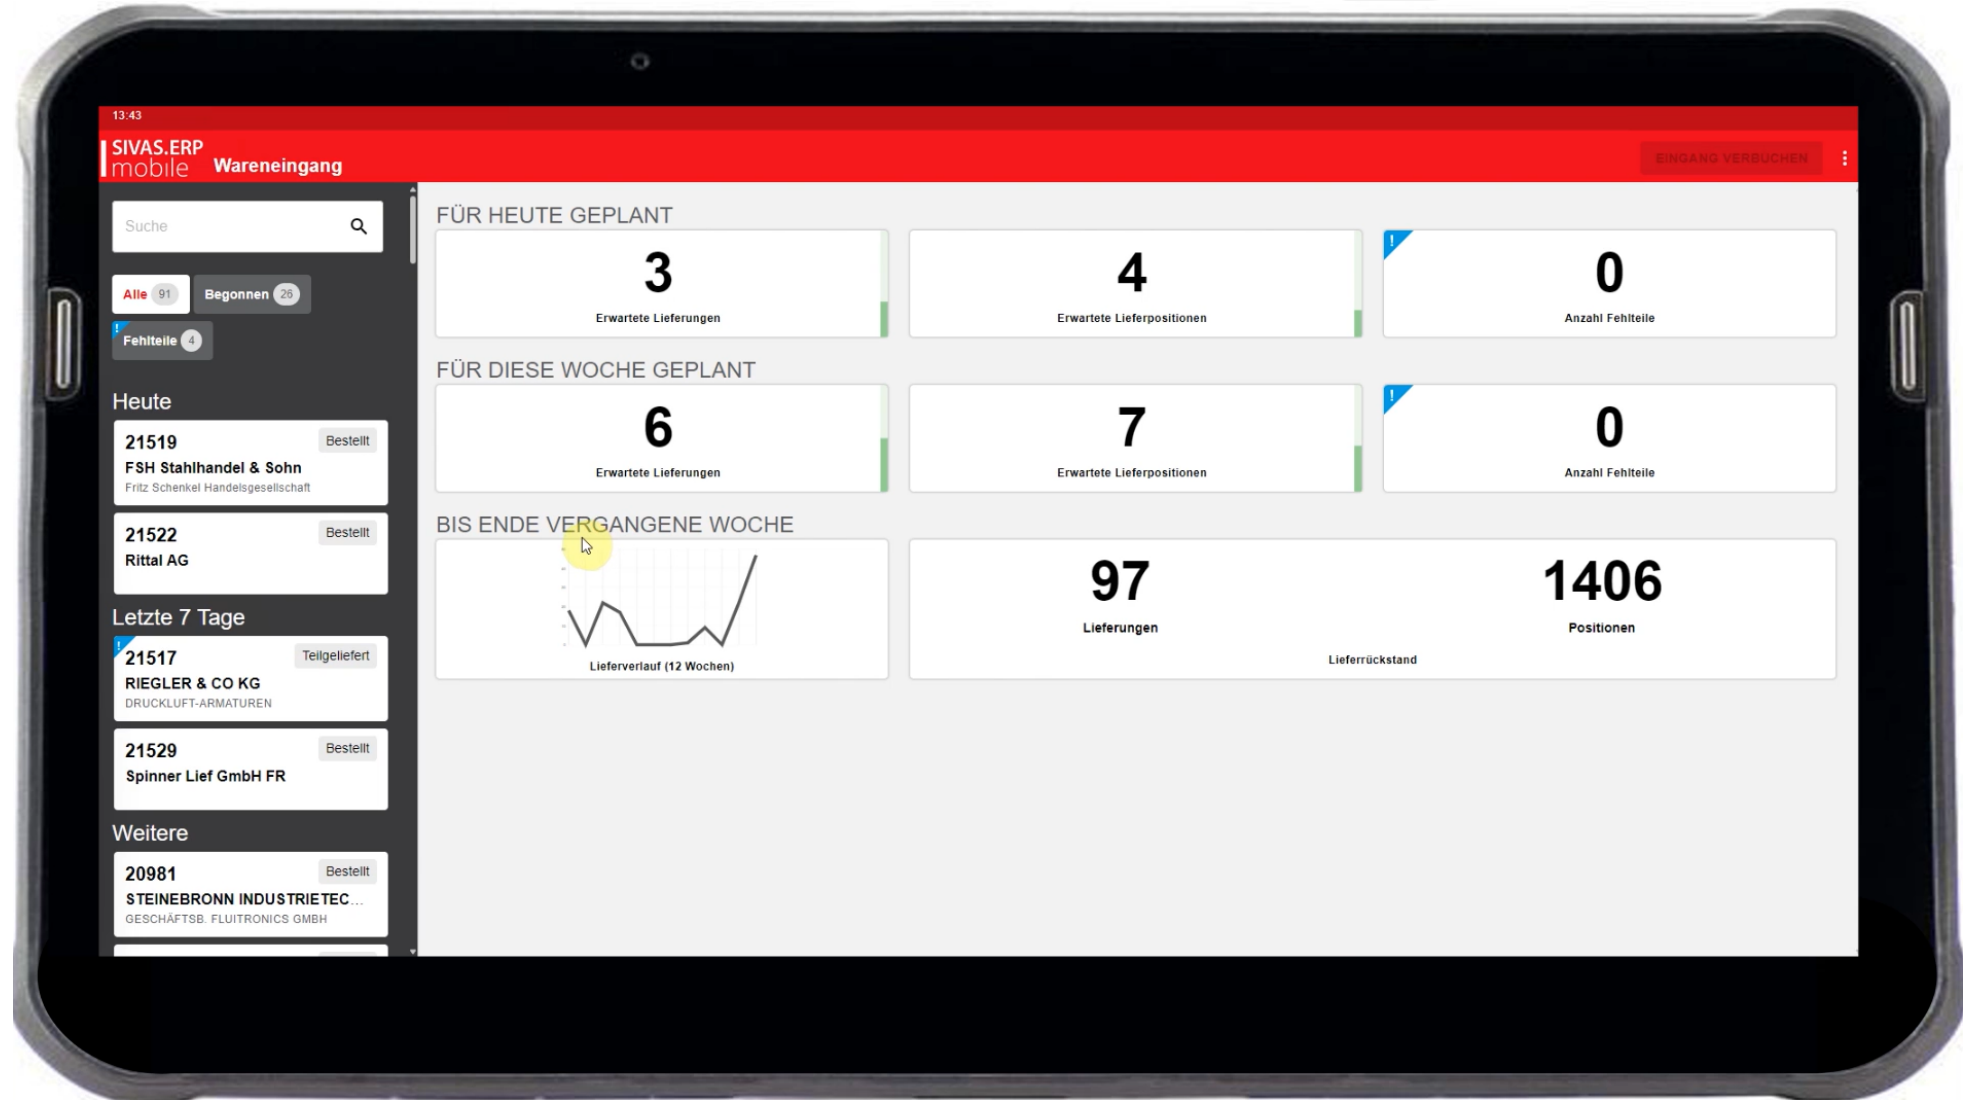 13:43
SIVAS.ERP
mobile Wareneingang
EINGANG VERBUCHEN
Suche
Alle 91
Begonnen 26
! Fehlteile 4
Heute
21519 Bestellt
FSH Stahlhandel & Sohn
Fritz Schenkel Handelsgesellschaft
21522 Bestellt
Rittal AG
Letzte 7 Tage
!
21517 Teilgeliefert
RIEGLER & CO KG
DRUCKLUFT-ARMATUREN
21529 Bestellt
Spinner Lief GmbH FR
Weitere
20981 Bestellt
STEINEBRONN INDUSTRIETEC...
GESCHÄFTSB. FLUITRONICS GMBH
FÜR HEUTE GEPLANT
3
Erwartete Lieferungen
4
Erwartete Lieferpositionen
!
0
Anzahl Fehlteile
FÜR DIESE WOCHE GEPLANT
6
Erwartete Lieferungen
7
Erwartete Lieferpositionen
!
0
Anzahl Fehlteile
BIS ENDE VERGANGENE WOCHE
Lieferverlauf (12 Wochen)
97
Lieferungen
1406
Positionen
Lieferrückstand